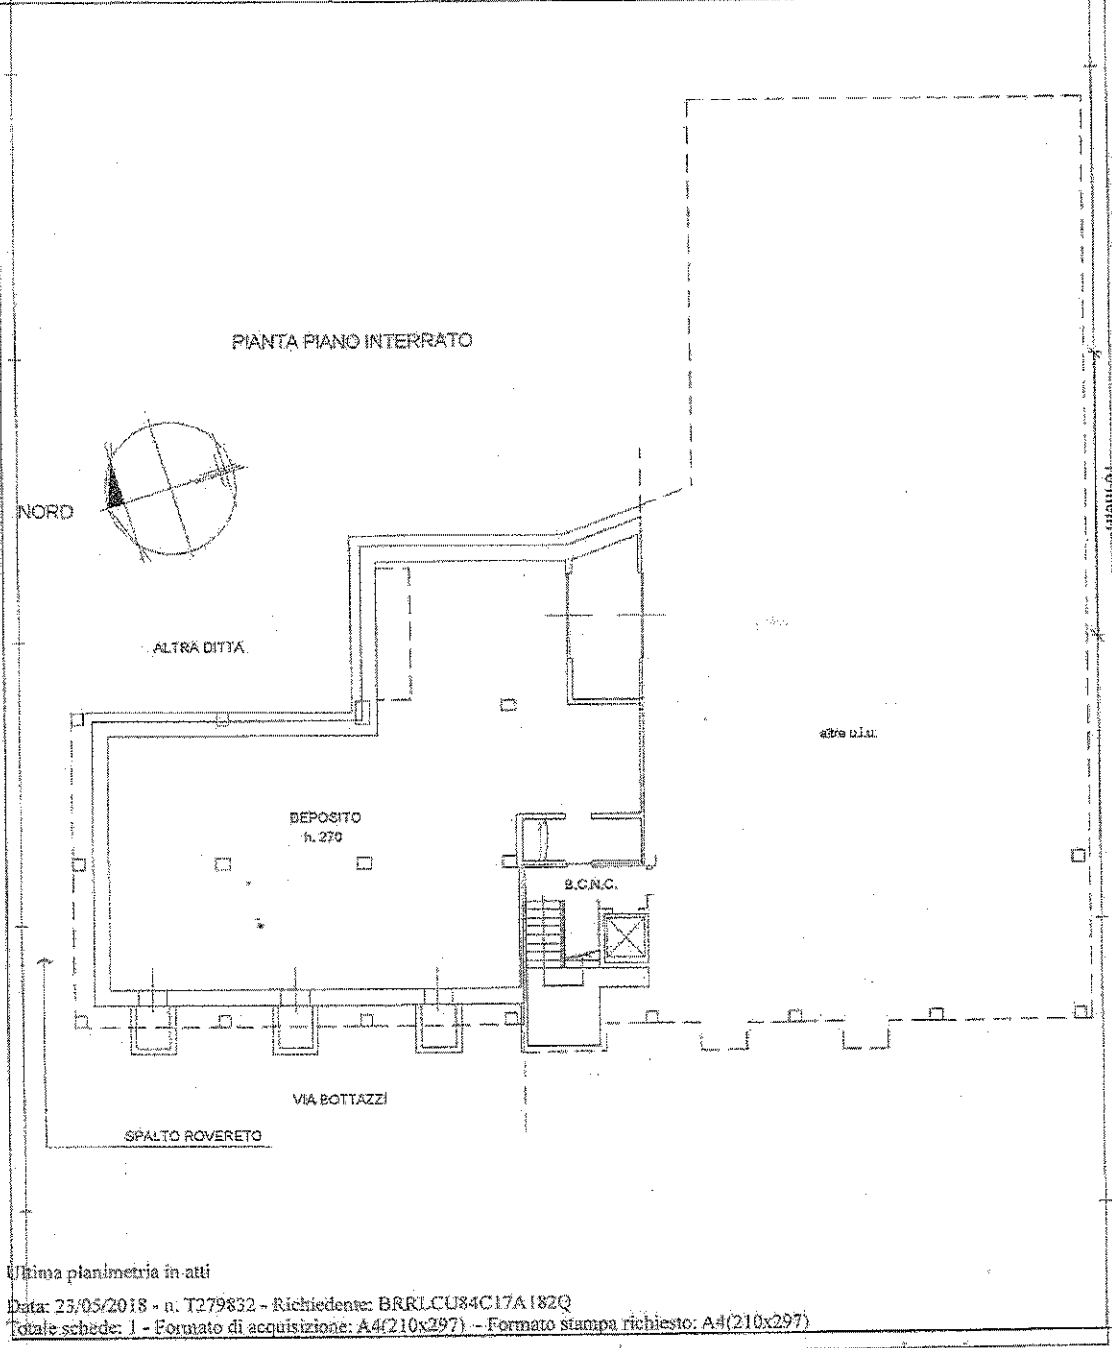 PIANTA PIANO INTERRATO
NORD
ALTRA DITTA
altre u.i.u.
DEPOSITO
h. 270
B.C.N.C.
VIA BOTTAZZI
SPALTO ROVERETO
Ultima planimetria in atti
Data: 23/05/2018 - n. T279832 - Richiedente: BRRLCU84C17A182Q
Totale schede: 1 - Formato di acquisizione: A4(210x297) - Formato stampa richiesto: A4(210x297)